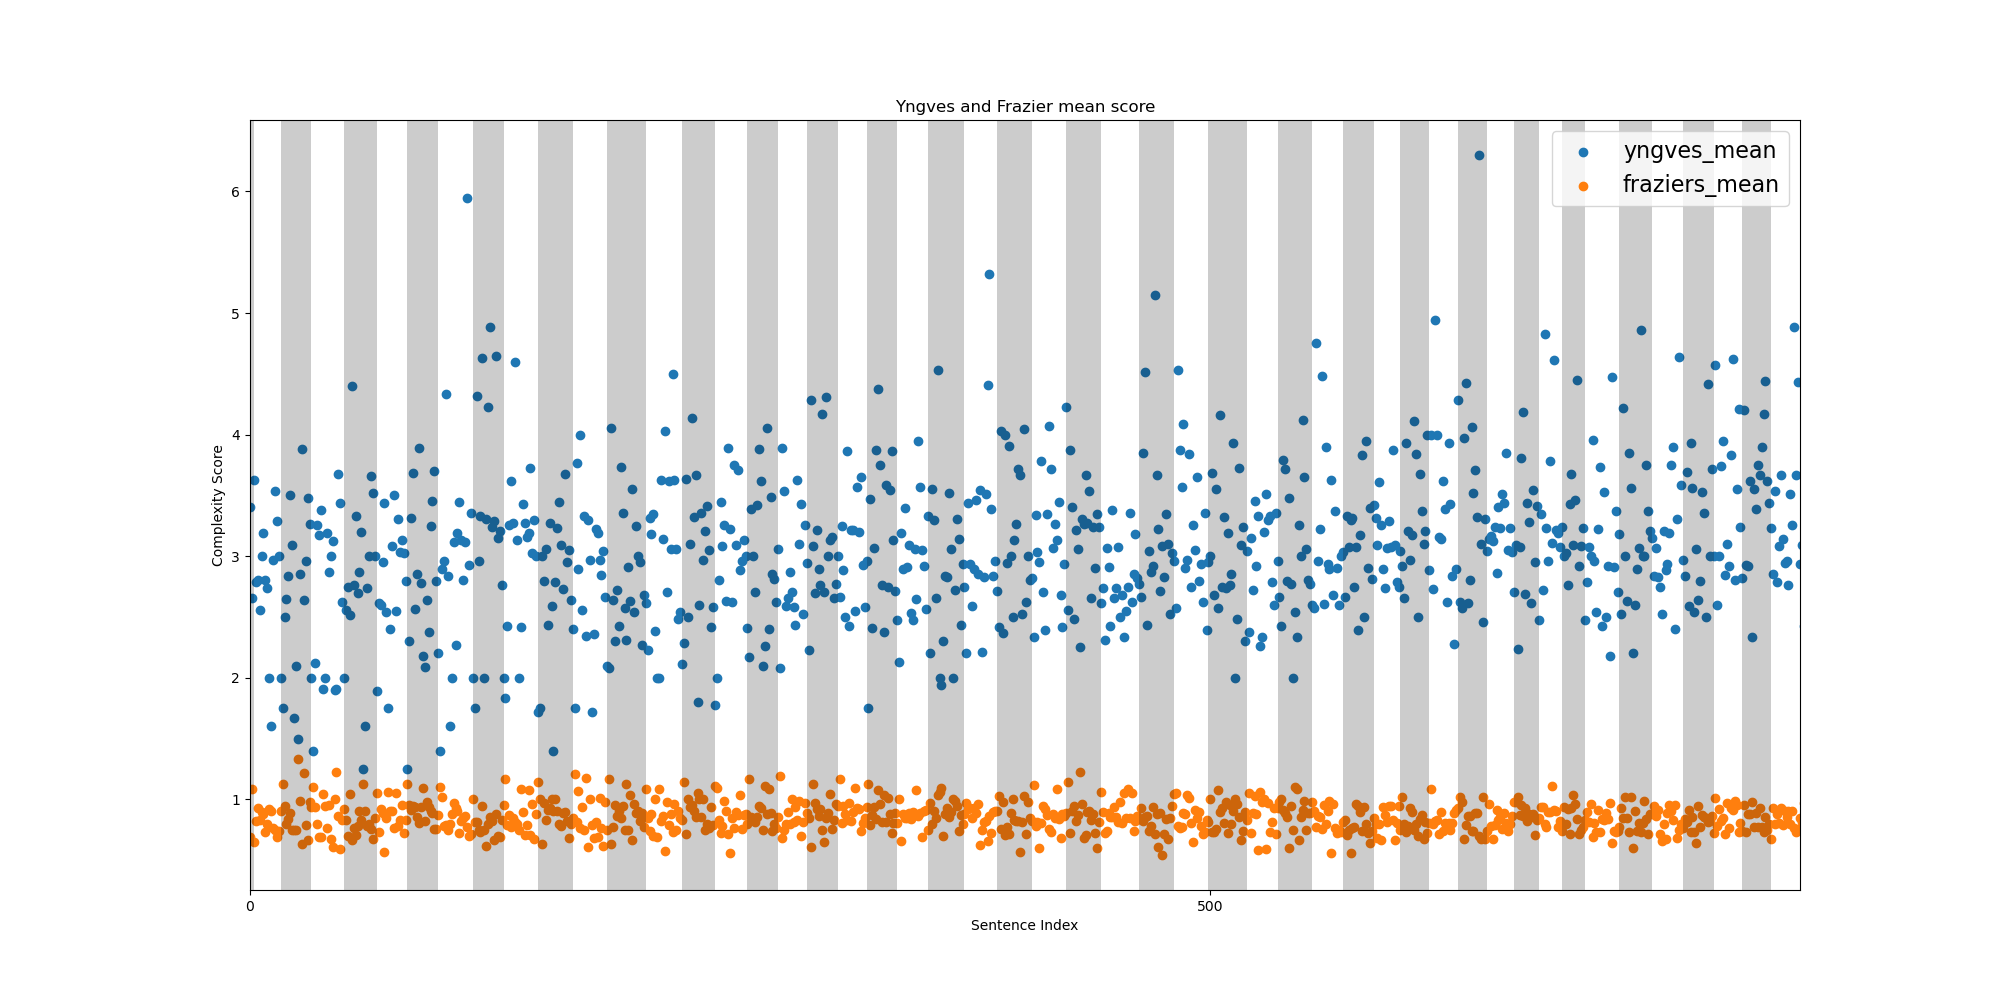 Yngves and Frazier mean score
yngves_mean
fraziers_mean
Complexity Score
6
5
4
3
2
1
0
500
Sentence Index